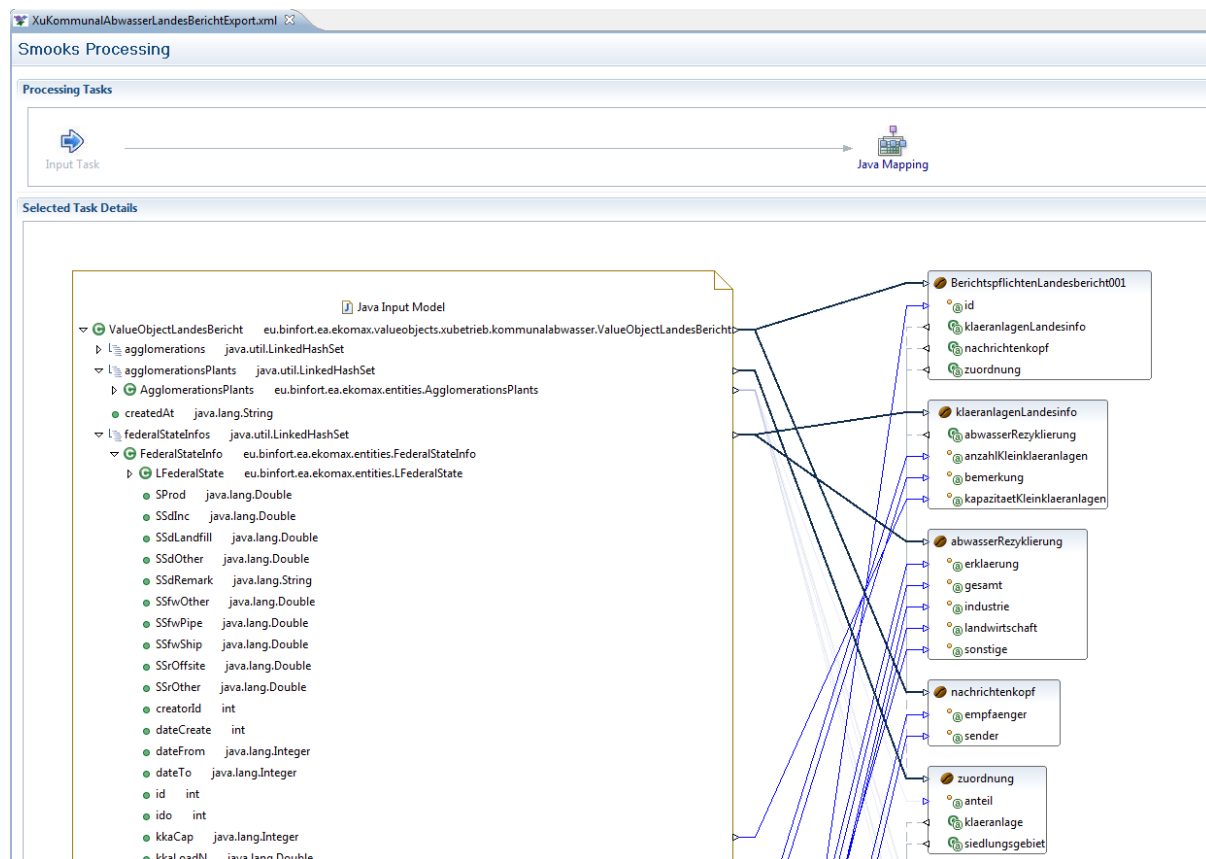 XuKommunalAbwasserLandesBerichtExport.xml
Smooks Processing
Processing Tasks
Input Task
Java Mapping
Selected Task Details
Java Input Model
ValueObjectLandesBericht eu.binfort.ea.ekomax.valueobjects.xubetrieb.kommunalabwasser.ValueObjectLandesBericht
agglomerations java.util.LinkedHashSet
agglomerationsPlants java.util.LinkedHashSet
AgglomerationsPlants eu.binfort.ea.ekomax.entities.AgglomerationsPlants
createdAt java.lang.String
federalStateInfos java.util.LinkedHashSet
FederalStateInfo eu.binfort.ea.ekomax.entities.FederalStateInfo
LFederalState eu.binfort.ea.ekomax.entities.LFederalState
SProd java.lang.Double
SSdInc java.lang.Double
SSdLandfill java.lang.Double
SSdOther java.lang.Double
SSdRemark java.lang.String
SSfwOther java.lang.Double
SSfwPipe java.lang.Double
SSfwShip java.lang.Double
SSrOffsite java.lang.Double
SSrOther java.lang.Double
creatorId int
dateCreate int
dateFrom java.lang.Integer
dateTo java.lang.Integer
id int
ido int
kkaCap java.lang.Integer
kkaLoadN java.lang.Double
BerichtspflichtenLandesbericht001
id
klaeranlagenLandesinfo
nachrichtenkopf
zuordnung
klaeranlagenLandesinfo
abwasserRezyklierung
anzahlKleinklaeranlagen
bemerkung
kapazitaetKleinklaeranlagen
abwasserRezyklierung
erklaerung
gesamt
industrie
landwirtschaft
sonstige
nachrichtenkopf
empfaenger
sender
zuordnung
anteil
klaeranlage
siedlungsgebiet